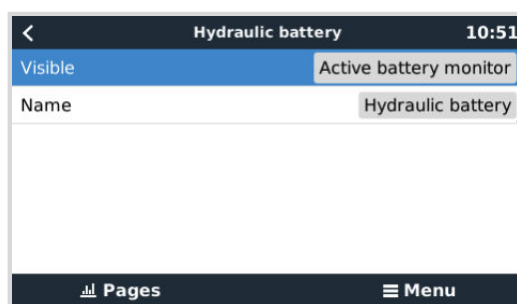 Hydraulic battery 10:51
Visible Active battery monitor
Name Hydraulic battery
Pages Menu